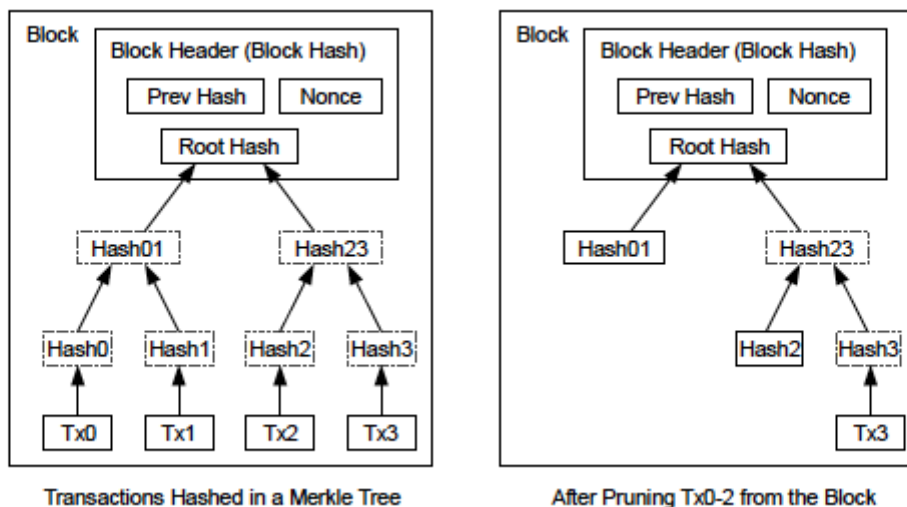 Block
Block Header (Block Hash)
Prev Hash
Nonce
Root Hash
Hash01
Hash23
Hash0
Hash1
Hash2
Hash3
Tx0
Tx1
Tx2
Tx3
Transactions Hashed in a Merkle Tree
Block
Block Header (Block Hash)
Prev Hash
Nonce
Root Hash
Hash01
Hash23
Hash2
Hash3
Tx3
After Pruning Tx0-2 from the Block